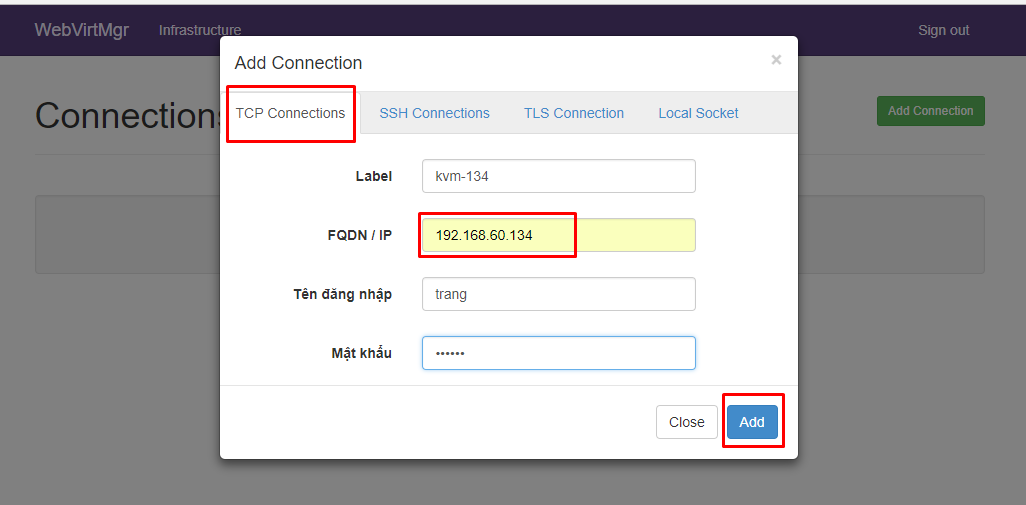 WebVirtMgr Infrastructure Sign out
Add Connection ×
Connections
Add Connection
TCP Connections SSH Connections TLS Connection Local Socket
Label kvm-134
FQDN / IP 192.168.60.134
Tên đăng nhập trang
Mật khẩu ••••••
Close Add